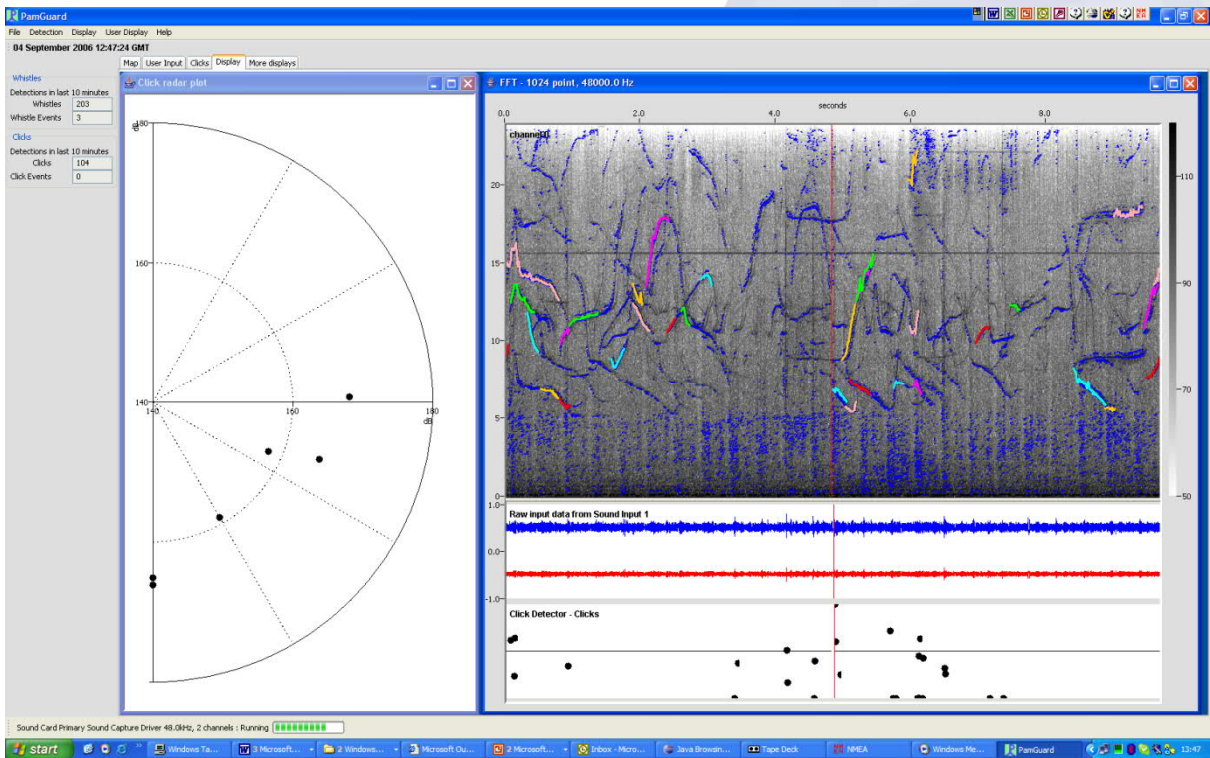 PamGuard
File Detection Display User Display Help
04 September 2006 12:47:24 GMT
Map User Input Clicks Display More displays
Whistles
Detections in last 10 minutes
Whistles 203
Whistle Events 3
Clicks
Detections in last 10 minutes
Clicks 104
Click Events 0
Click radar plot
180
dB
160
140
140 160 180
dB
FFT - 1024 point, 48000.0 Hz
seconds
0.0 2.0 4.0 6.0 8.0
20
15
10
5
0
110
90
70
50
Raw input data from Sound Input 1
1.0
0.0
-1.0
Click Detector - Clicks
Sound Card Primary Sound Capture Driver 48.0kHz, 2 channels : Running
start Windows Ta... 3 Microsoft... 2 Windows... Microsoft Ou... 2 Microsoft... Inbox - Micro... Java Browsin... Tape Deck NMEA Windows Me... PamGuard 13:47